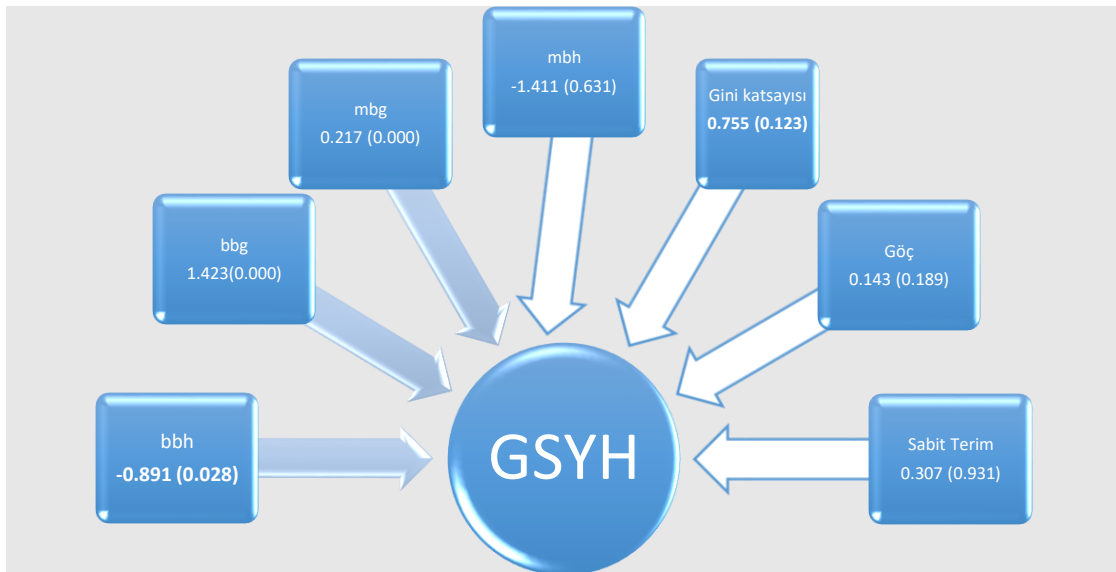 mbh
-1.411 (0.631)
mbg
0.217 (0.000)
Gini katsayısı
0.755 (0.123)
bbg
1.423(0.000)
Göç
0.143 (0.189)
bbh
-0.891 (0.028)
GSYH
Sabit Terim
0.307 (0.931)